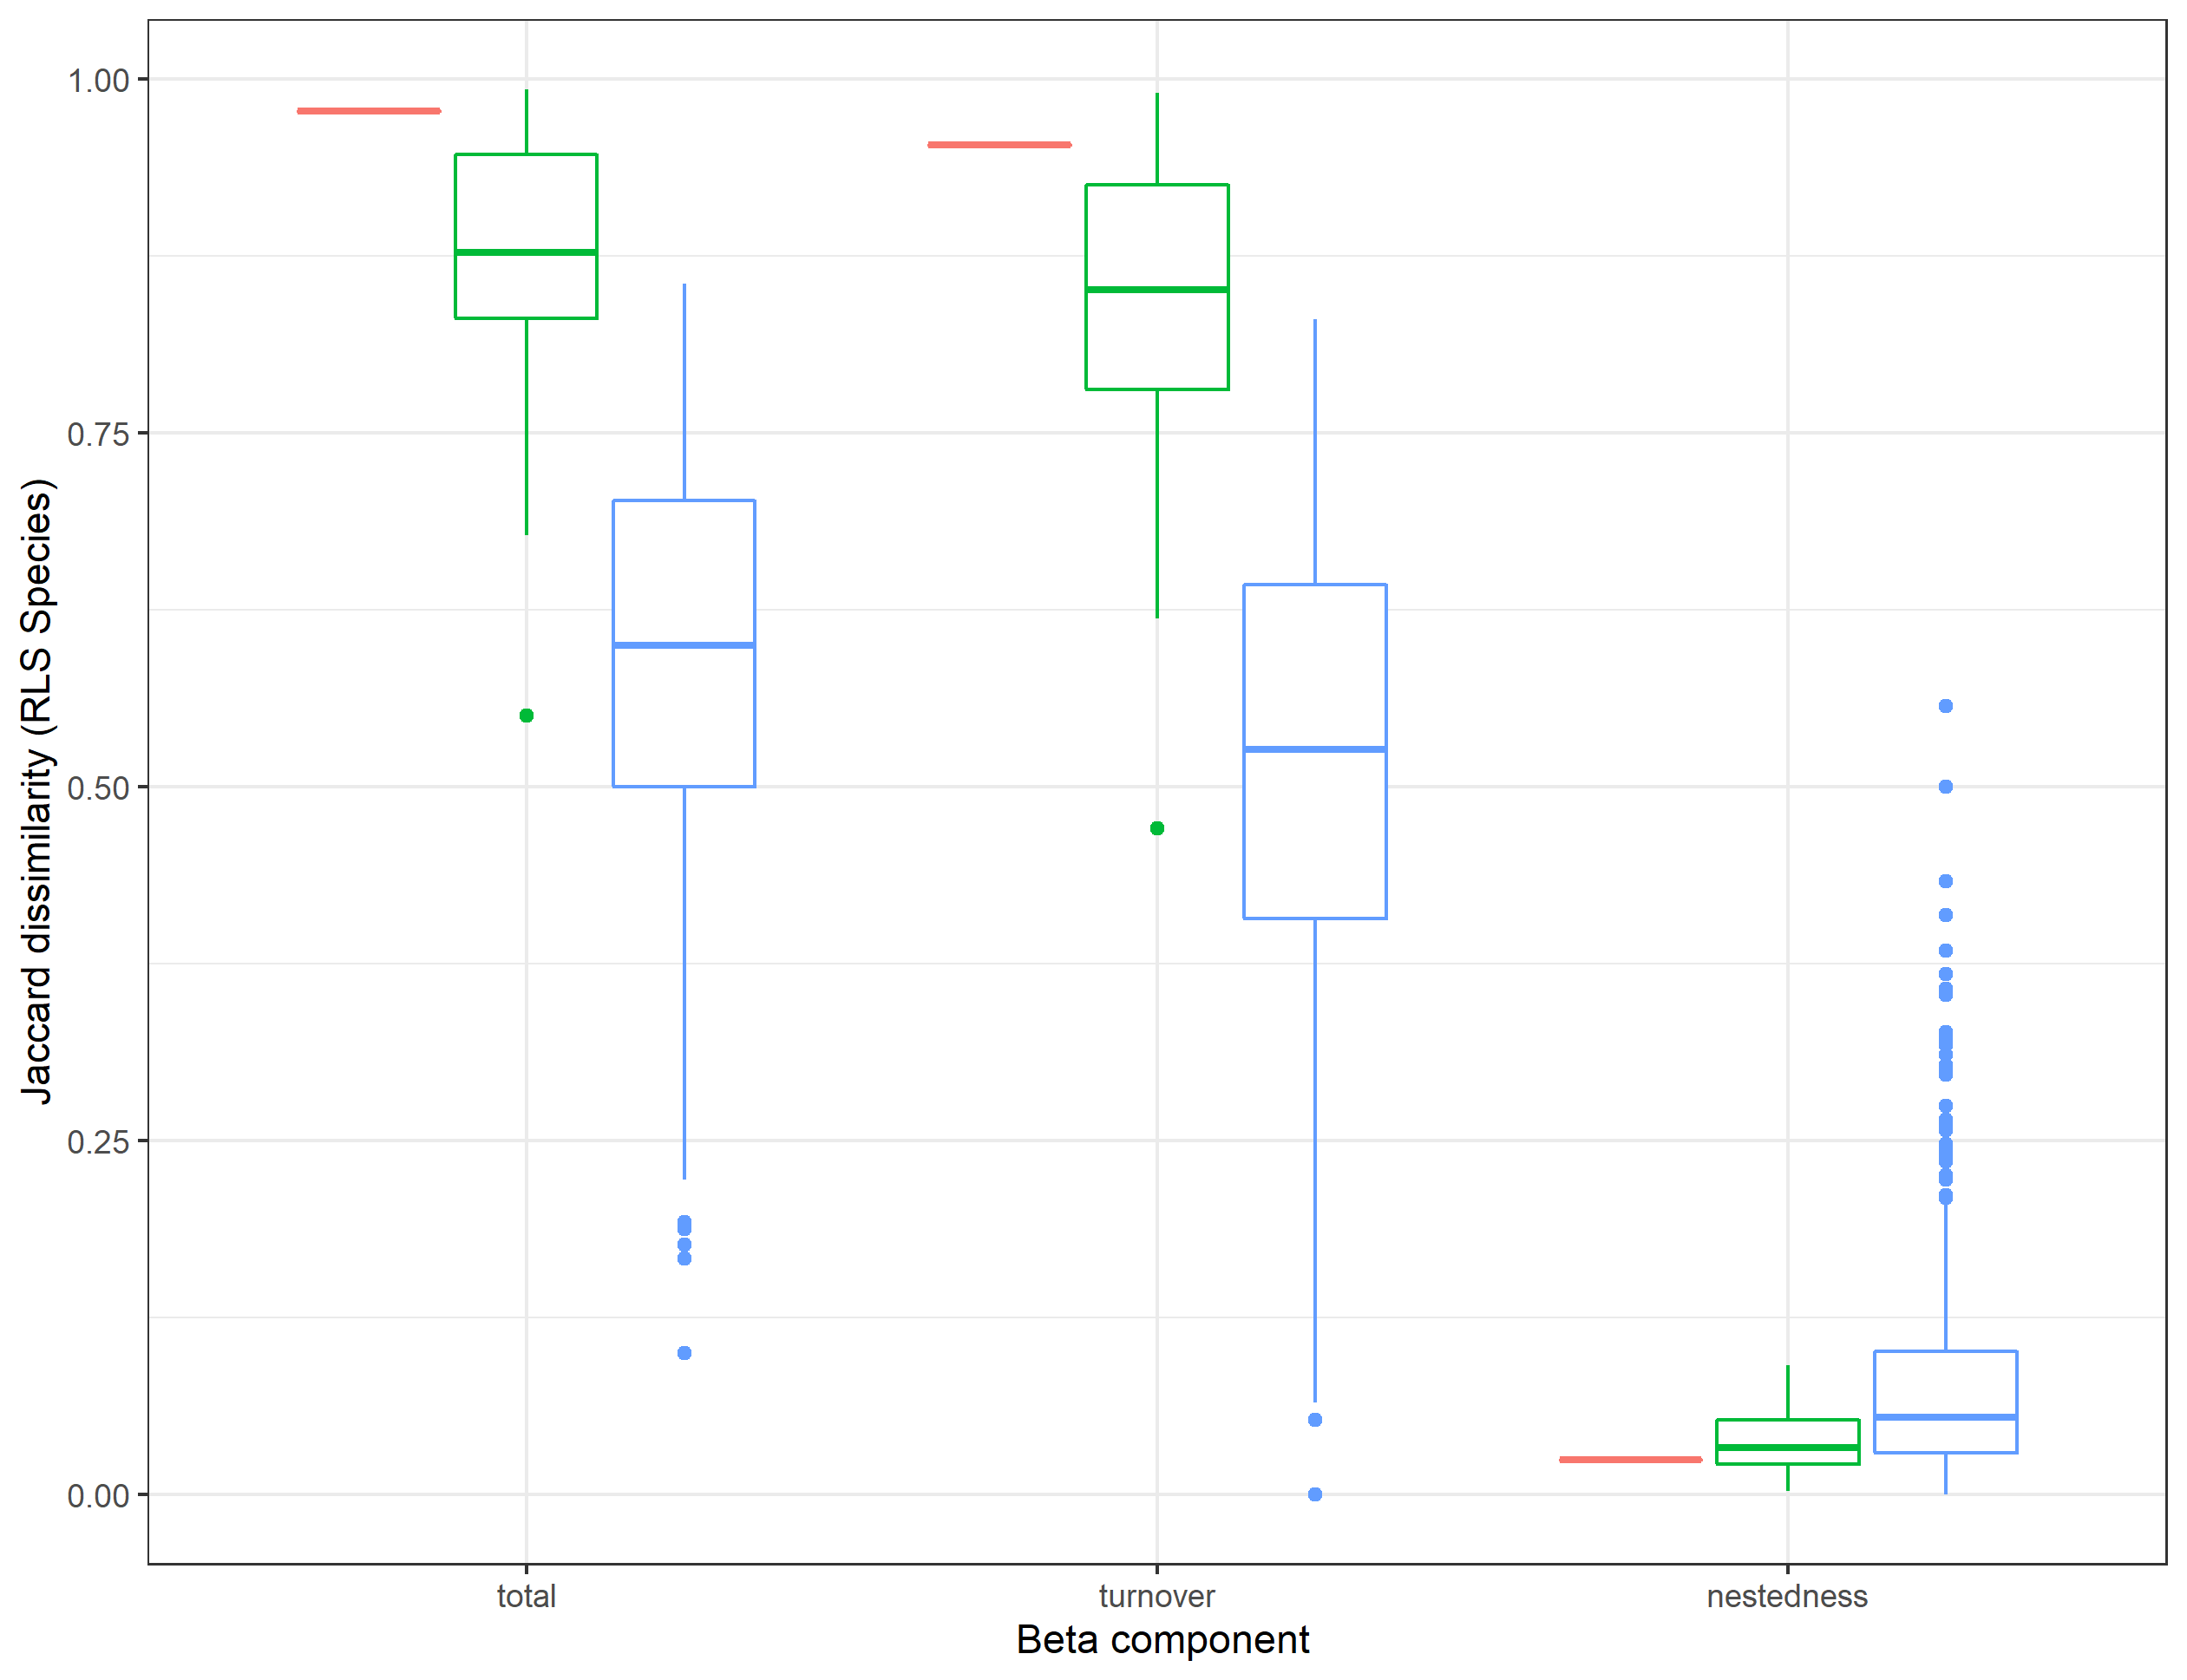 Jaccard dissimilarity (RLS Species)
1.00
0.75
0.50
0.25
0.00
total turnover nestedness
Beta component